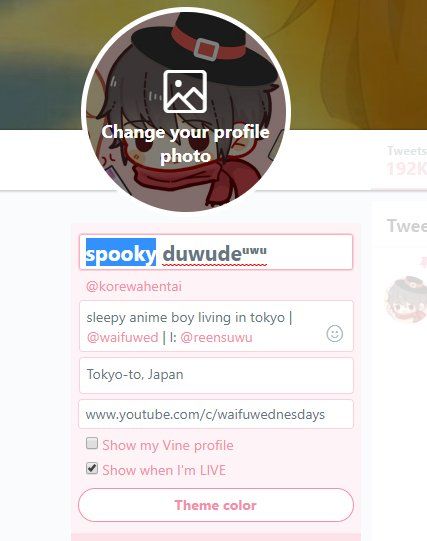 Change your profile
photo
Tweets
192K
spooky duwudeᵘʷᵘ
@korewahentai
sleepy anime boy living in tokyo |
@waifuwed | l: @reensuwu
Tokyo-to, Japan
www.youtube.com/c/waifuwednesdays
Show my Vine profile
Show when I'm LIVE
Theme color
Twee